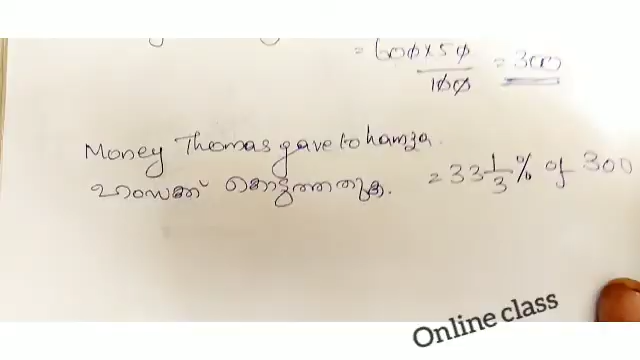 = 600×50
100
= 300
Money Thomas gave to hamza.
ഹംസക്ക് കൊടുത്തതുക.
= 33 1/3 % of 300
Online class